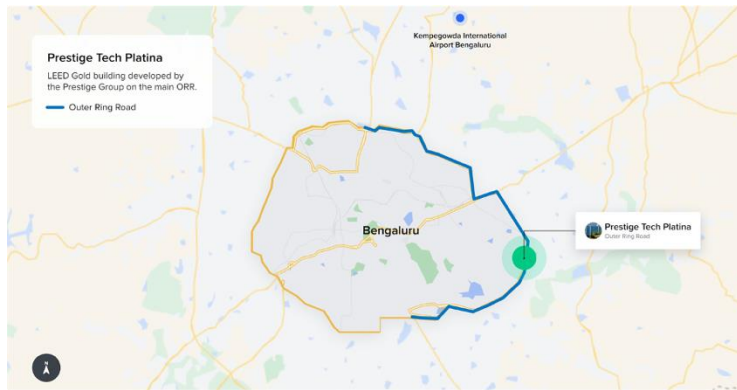 Kempegowda International
Airport Bengaluru
Prestige Tech Platina
LEED Gold building developed by
the Prestige Group on the main ORR.
Outer Ring Road
Prestige Tech Platina
Outer Ring Road
Bengaluru